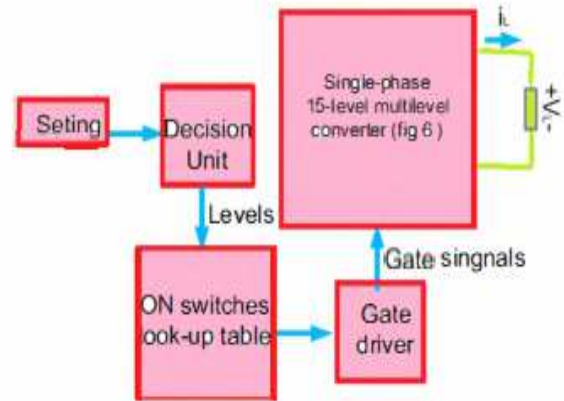 Seting
Decision
Unit
Levels
ON switches
ook-up table
Gate
driver
Gate singnals
Single-phase
15-level multilevel
converter (fig 6 )
iL
+VL-